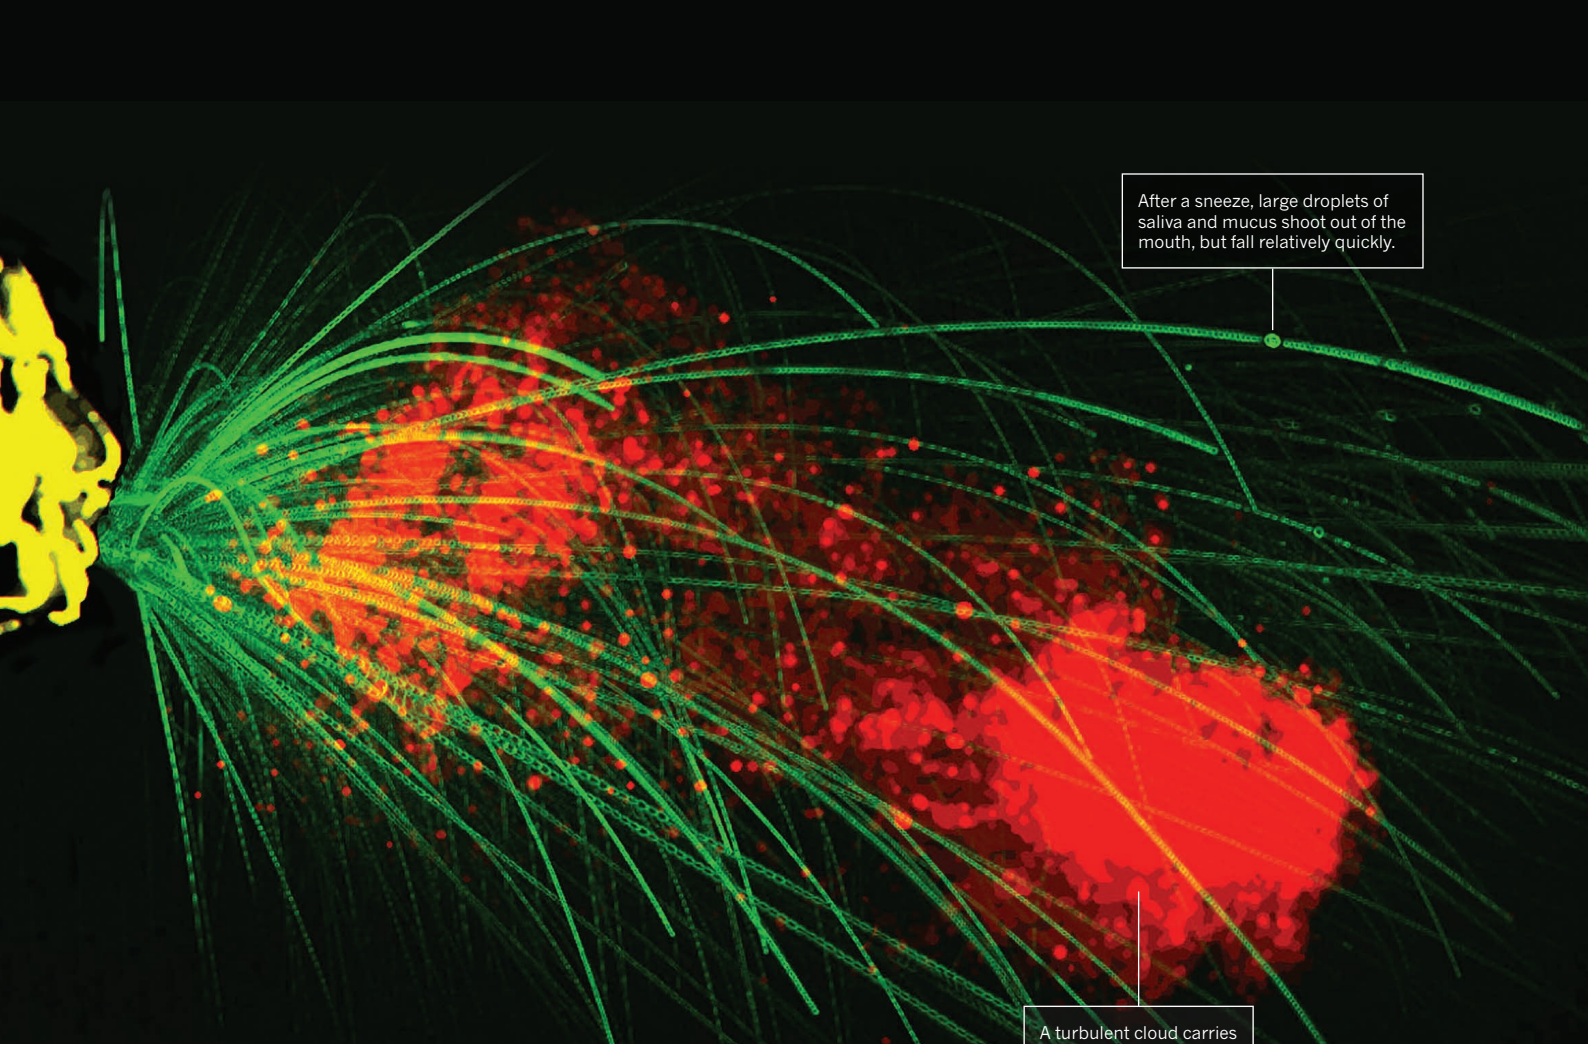 After a sneeze, large droplets of
saliva and mucus shoot out of the
mouth, but fall relatively quickly.
A turbulent cloud carries